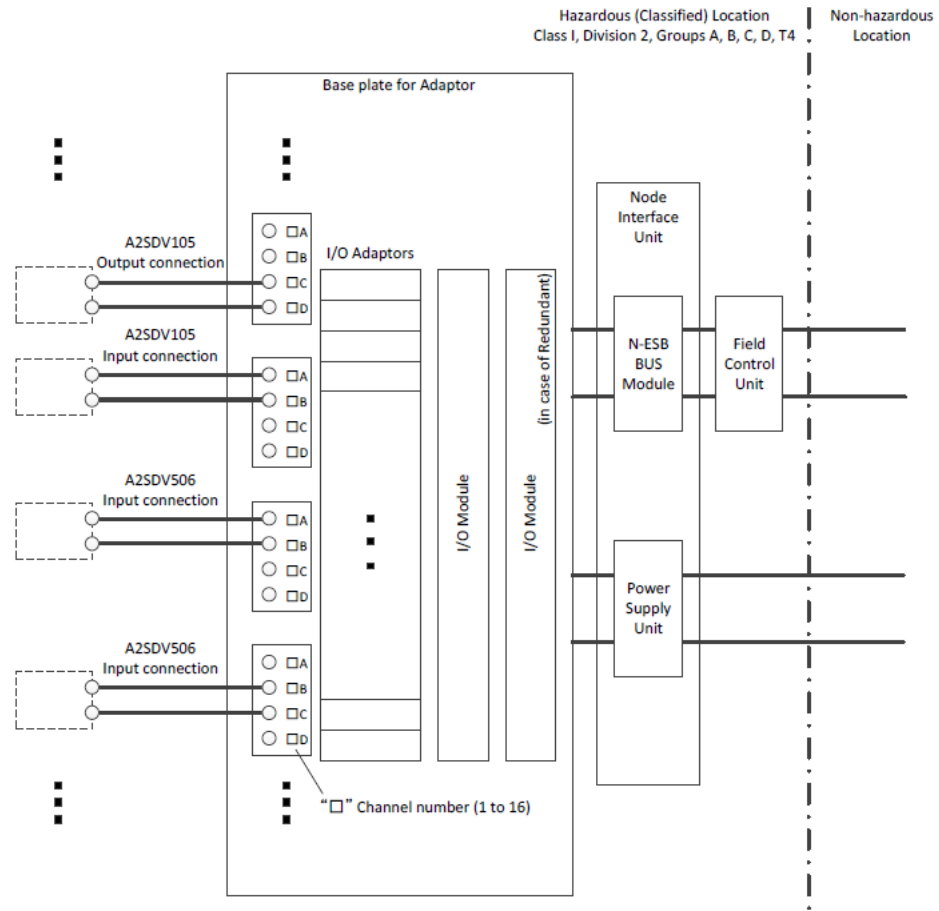 Hazardous (Classified) Location
Class I, Division 2, Groups A, B, C, D, T4
Non-hazardous
Location
Base plate for Adaptor
Node
Interface
Unit
A2SDV105
Output connection
□A
□B
□C
□D
I/O Adaptors
A2SDV105
Input connection
□A
□B
□C
□D
A2SDV506
Input connection
□A
□B
□C
□D
A2SDV506
Input connection
□A
□B
□C
□D
I/O Module
I/O Module
(in case of Redundant)
N-ESB
BUS
Module
Field
Control
Unit
Power
Supply
Unit
“□” Channel number (1 to 16)